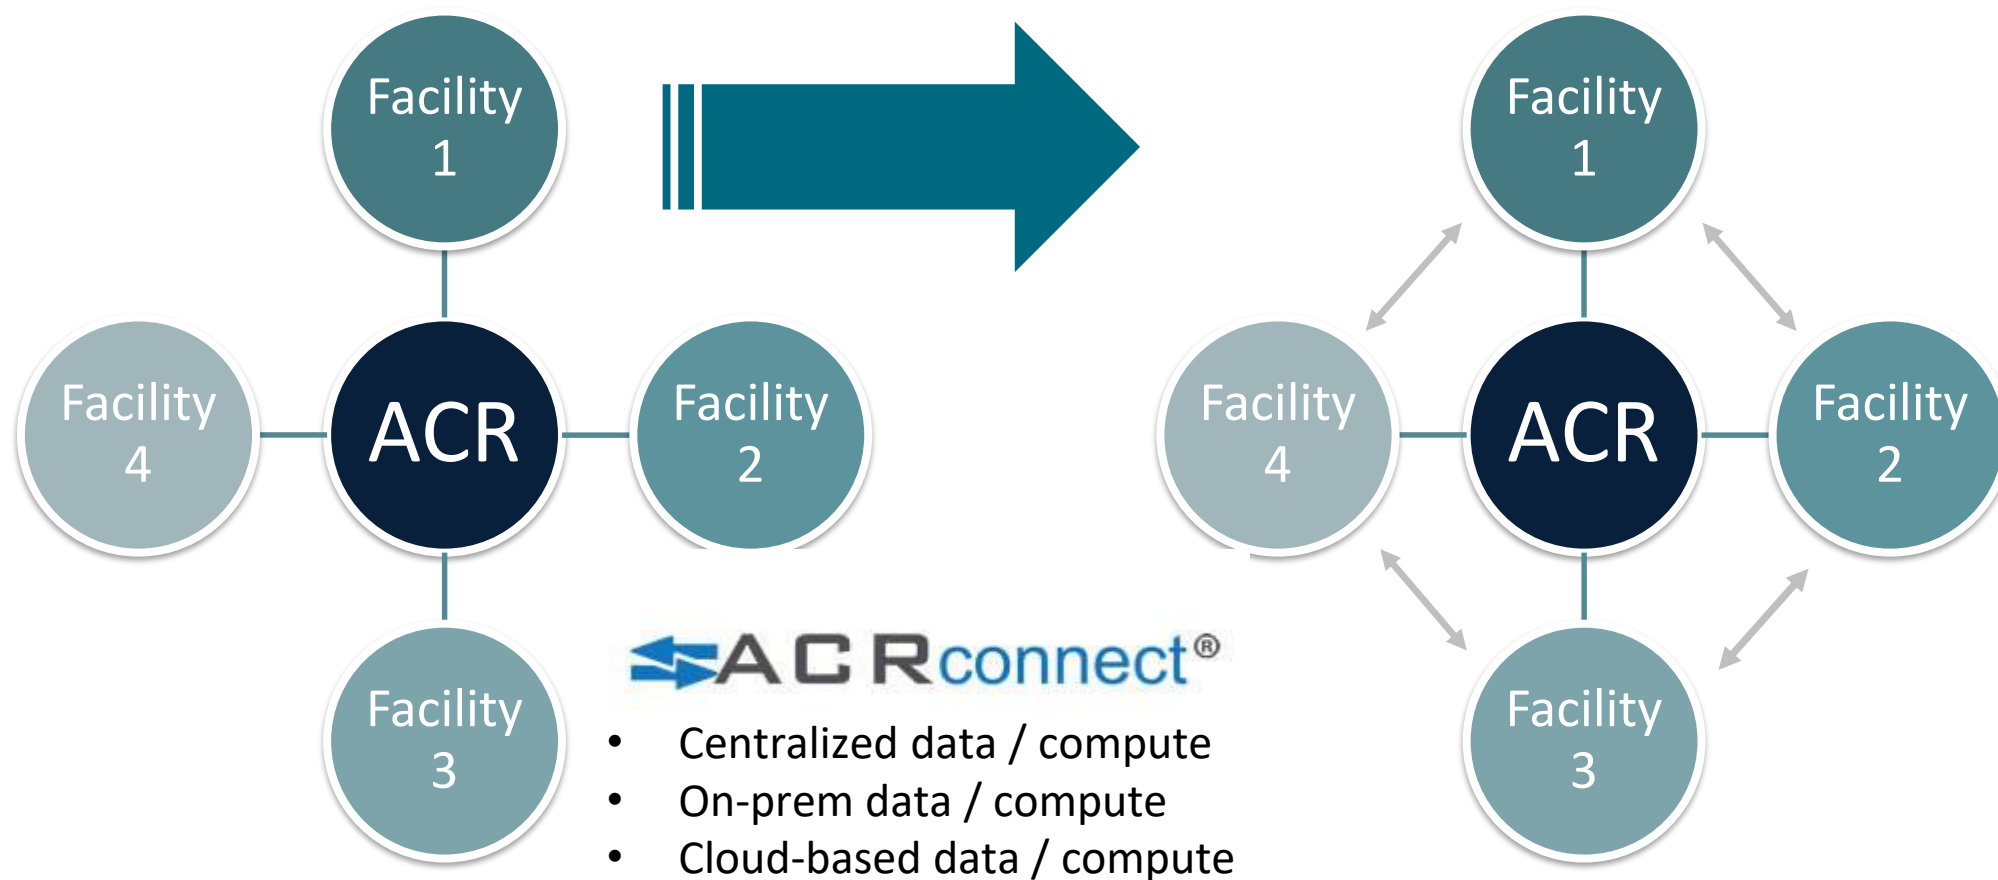 Facility
1
Facility
4
ACR
Facility
2
Facility
3
Facility
1
Facility
4
ACR
Facility
2
Facility
3
ACRconnect®
• Centralized data / compute
• On-prem data / compute
• Cloud-based data / compute